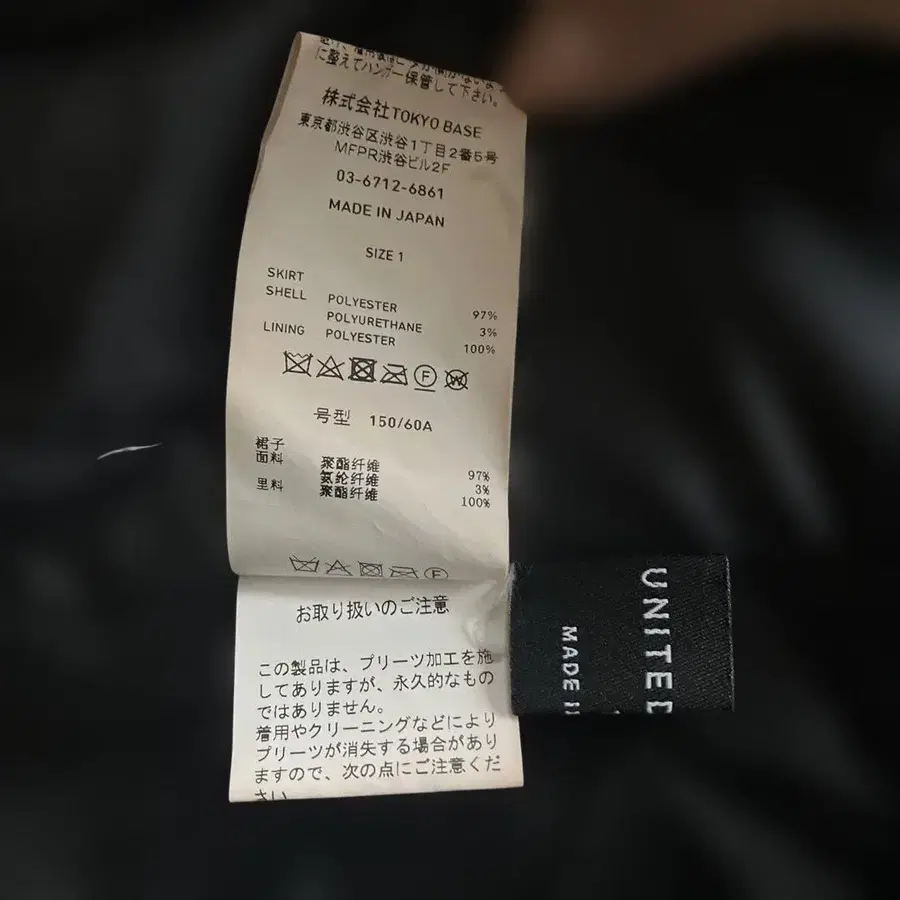 に整えてハンガー保管して下さい。
株式会社TOKYO BASE
東京都渋谷区渋谷1丁目2番5号
MFPR渋谷ビル2F
03-6712-6861
MADE IN JAPAN
SIZE 1
SKIRT
SHELL POLYESTER 97%
POLYURETHANE 3%
LINING POLYESTER 100%
F W
号型 150/60A
裙子
面料 聚酯纤维 97%
氨纶纤维 3%
里料 聚酯纤维 100%
F
お取り扱いのご注意
この製品は、プリーツ加工を施
してありますが、永久的なもの
ではありません。
着用やクリーニングなどにより
プリーツが消失する場合があり
ますので、次の点にご注意くだ
さい
UNITED
MADE I